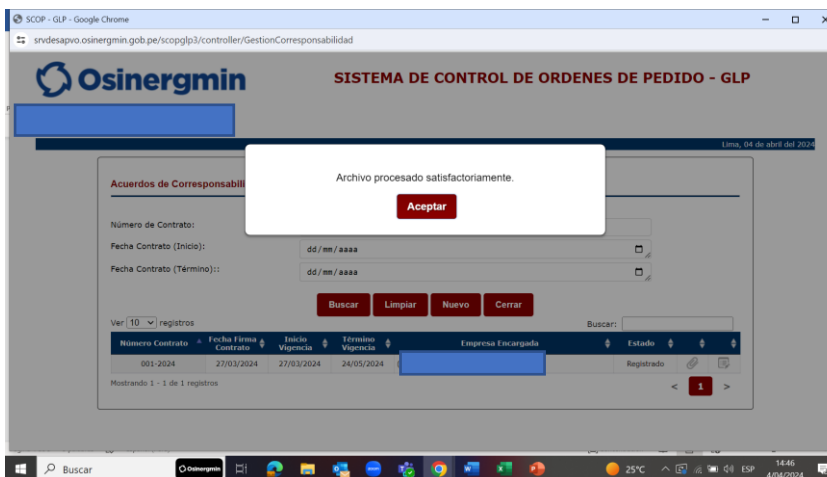 SCOP - GLP - Google Chrome
srvdesapvo.osinergmin.gob.pe/scopglp3/controller/GestionCorresponsabilidad
Osinergmin
SISTEMA DE CONTROL DE ORDENES DE PEDIDO - GLP
Lima, 04 de abril del 2024
Acuerdos de Corresponsabili
Archivo procesado satisfactoriamente.
Aceptar
Número de Contrato:
Fecha Contrato (Inicio):
dd/mm/aaaa
Fecha Contrato (Término)::
dd/mm/aaaa
Buscar Limpiar Nuevo Cerrar
Ver 10 registros
Buscar:
Número Contrato Fecha Firma Contrato Inicio Vigencia Término Vigencia Empresa Encargada Estado
001-2024 27/03/2024 27/03/2024 24/05/2024 Registrado
Mostrando 1 - 1 de 1 registros
< 1 >
Buscar
Osinergmin
25°C
ESP
14:46
4/04/2024